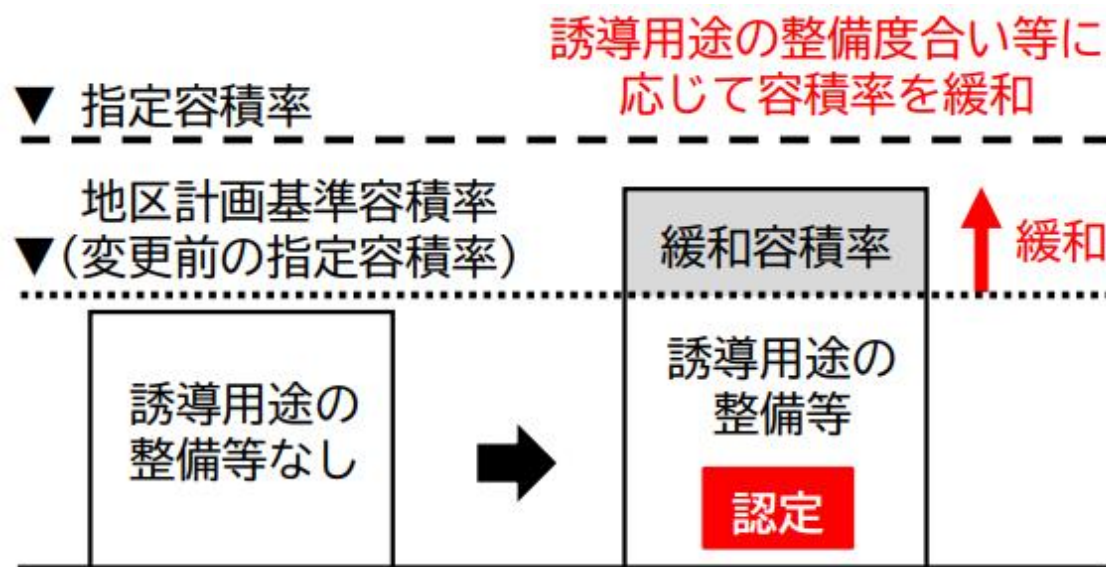 誘導用途の整備度合い等に
応じて容積率を緩和
▼ 指定容積率
地区計画基準容積率
▼(変更前の指定容積率)
緩和容積率
緩和
誘導用途の
整備等なし
誘導用途の
整備等
認定